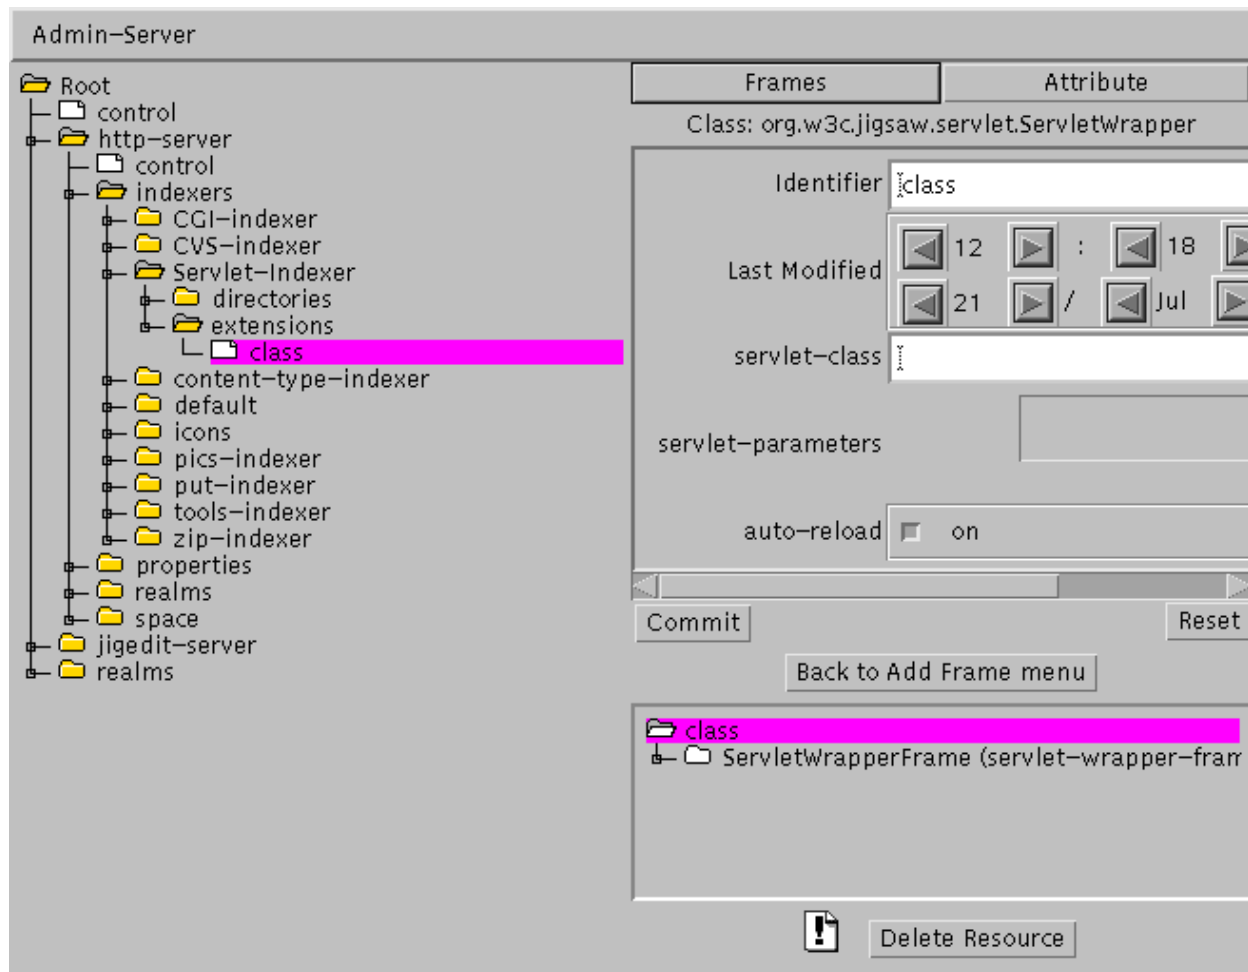 Admin-Server
Root
control
http-server
control
indexers
CGI-indexer
CVS-indexer
Servlet-Indexer
directories
extensions
class
content-type-indexer
default
icons
pics-indexer
put-indexer
tools-indexer
zip-indexer
properties
realms
space
jigedit-server
realms
Frames Attribute
Class: org.w3c.jigsaw.servlet.ServletWrapper
Identifier class
Last Modified 12 : 18
21 / Jul
servlet-class
servlet-parameters
auto-reload on
Commit Reset
Back to Add Frame menu
class
ServletWrapperFrame (servlet-wrapper-fram
Delete Resource